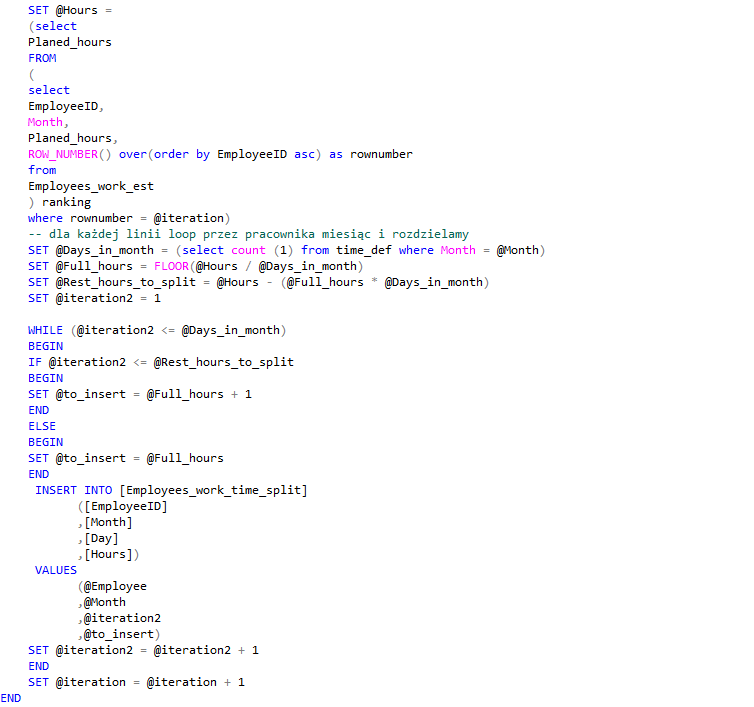 SET @Hours =
(select
Planed_hours
FROM
(
select
EmployeeID,
Month,
Planed_hours,
ROW_NUMBER() over(order by EmployeeID asc) as rownumber
from
Employees_work_est
) ranking
where rownumber = @iteration)
-- dla każdej linii loop przez pracownika miesiąc i rozdzielamy
SET @Days_in_month = (select count (1) from time_def where Month = @Month)
SET @Full_hours = FLOOR(@Hours / @Days_in_month)
SET @Rest_hours_to_split = @Hours - (@Full_hours * @Days_in_month)
SET @iteration2 = 1
WHILE (@iteration2 <= @Days_in_month)
BEGIN
IF @iteration2 <= @Rest_hours_to_split
BEGIN
SET @to_insert = @Full_hours + 1
END
ELSE
BEGIN
SET @to_insert = @Full_hours
END
INSERT INTO [Employees_work_time_split]
([EmployeeID]
,[Month]
,[Day]
,[Hours])
VALUES
(@Employee
,@Month
,@iteration2
,@to_insert)
SET @iteration2 = @iteration2 + 1
END
SET @iteration = @iteration + 1
END